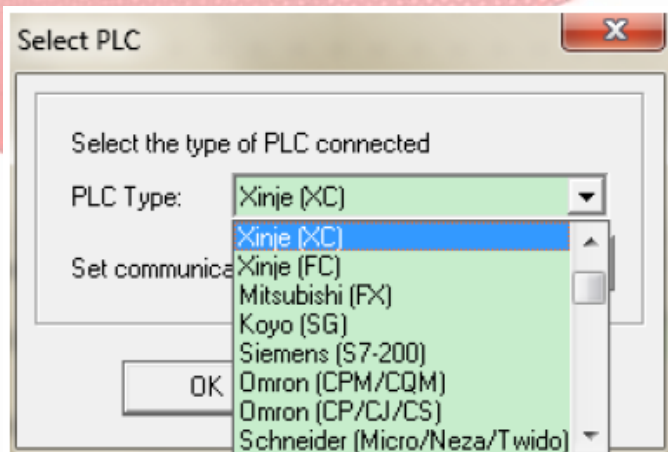 Select PLC
Select the type of PLC connected
PLC Type: Xinje (XC)
Xinje (XC)
Set communica
Xinje (FC)
Mitsubishi (FX)
Koyo (SG)
Siemens (S7-200)
OK
Omron (CPM/CQM)
Omron (CP/CJ/CS)
Schneider (Micro/Neza/Twido)